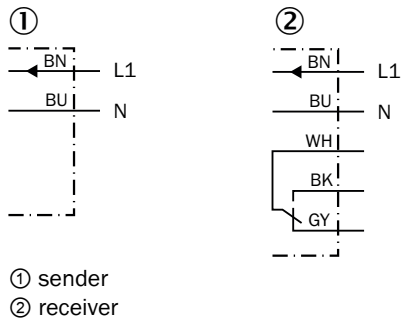 ① ②
BN L1 BN L1
BU N BU N
WH
BK
GY
① sender
② receiver